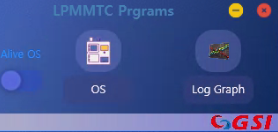 LPMMTC Prgrams
Alive OS
OS
Log Graph
GSI